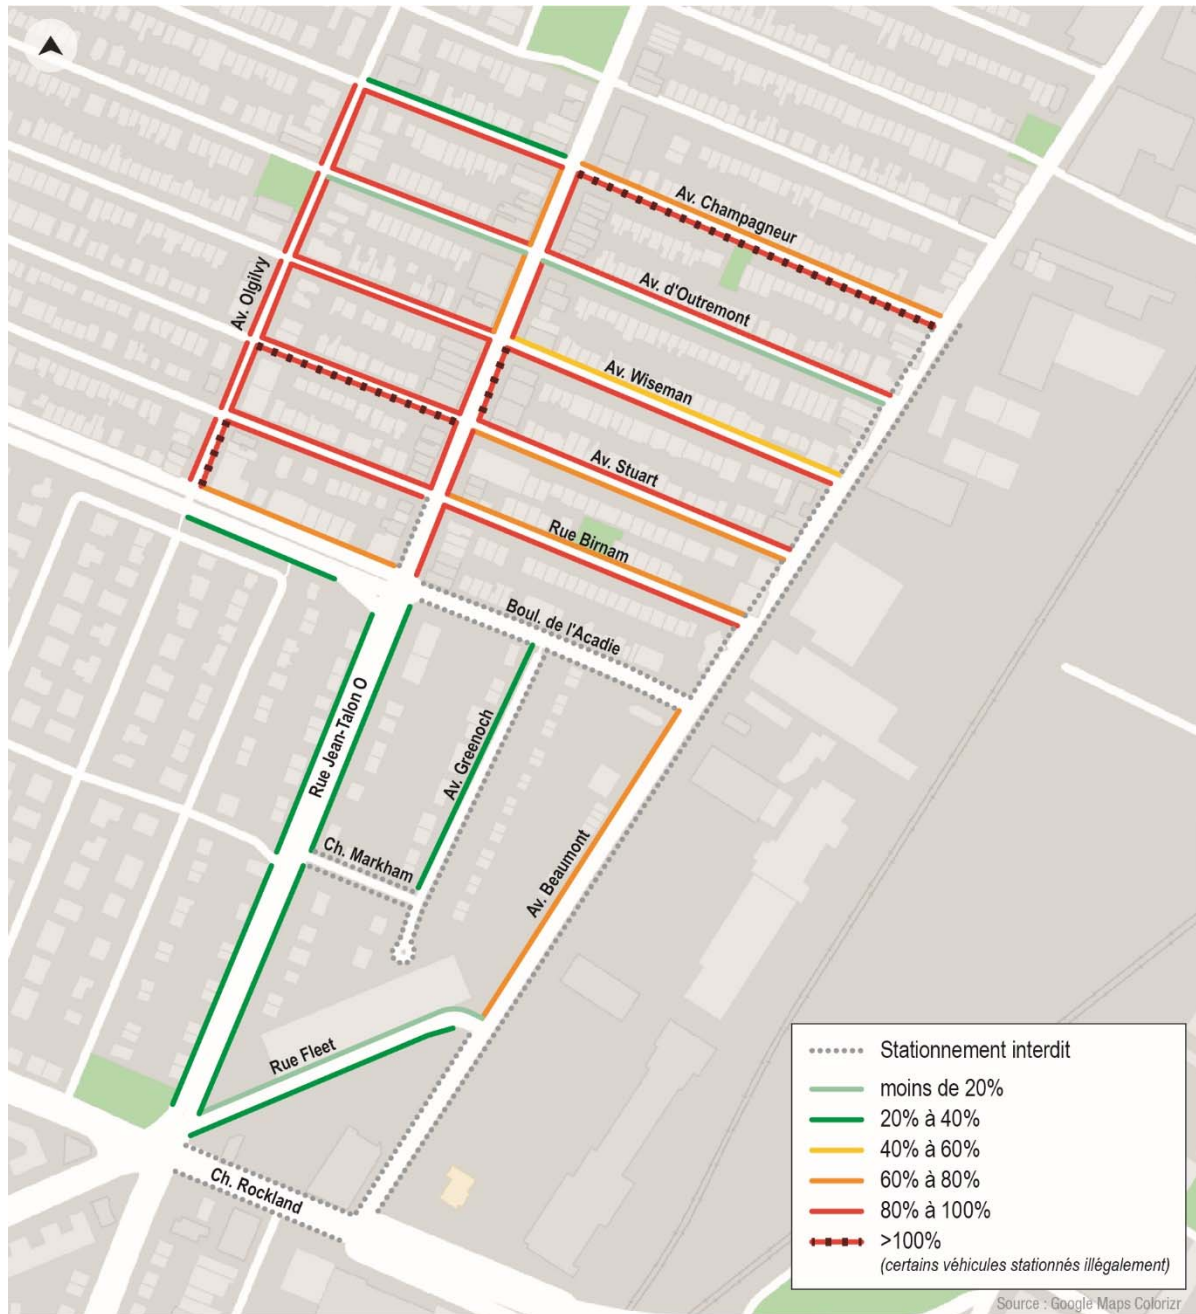 Av. Champagneur
Av. Olgilvy
Av. d'Outremont
Av. Wiseman
Av. Stuart
Rue Birnam
Boul. de l'Acadie
Rue Jean-Talon O
Av. Greenoch
Ch. Markham
Av. Beaumont
Rue Fleet
Ch. Rockland
Stationnement interdit
moins de 20%
20% à 40%
40% à 60%
60% à 80%
80% à 100%
>100%
(certains véhicules stationnés illégalement)
Source : Google Maps Colorizr